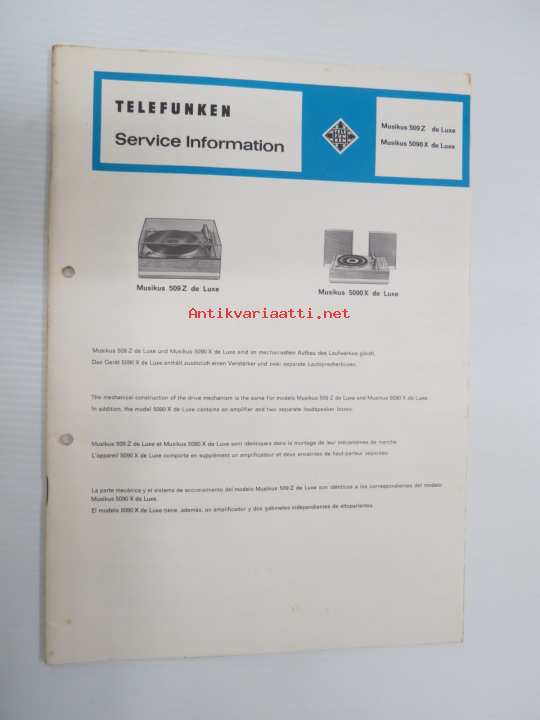 TELEFUNKEN
Service Information
TELE
FUN
KEN
Musikus 509 Z de Luxe
Musikus 5090 X de Luxe
Musikus 509 Z de Luxe
Musikus 5090 X de Luxe
Antikvariaatti.net
Musikus 509 Z de Luxe und Musikus 5090 X de Luxe sind im mechanischen Aufbau des Laufwerkes gleich.
Das Gerät 5090 X de Luxe enthält zusätzlich einen Verstärker und zwei separate Lautsprecherboxen.
The mechanical construction of the drive mechanism is the same for models Musikus 509 Z de Luxe and Musikus 5090 X de Luxe.
In addition, the model 5090 X de Luxe contains an amplifier and two separate loudspeaker boxes.
Musikus 509 Z de Luxe et Musikus 5090 X de Luxe sont identiques dans le montage de leur mécanismes de marche.
L'appareil 5090 X de Luxe comporte en supplément un amplificateur et deux enceintes de haut-parleur séparées.
La parte mecánica y el sistema de accionamiento del modelo Musikus 509 Z de Luxe son idénticos a los correspondientes del modelo
Musikus 5090 X de Luxe.
El modelo 5090 X de Luxe tiene, además, un amplificador y dos gabinetes independientes de altoparlantes.